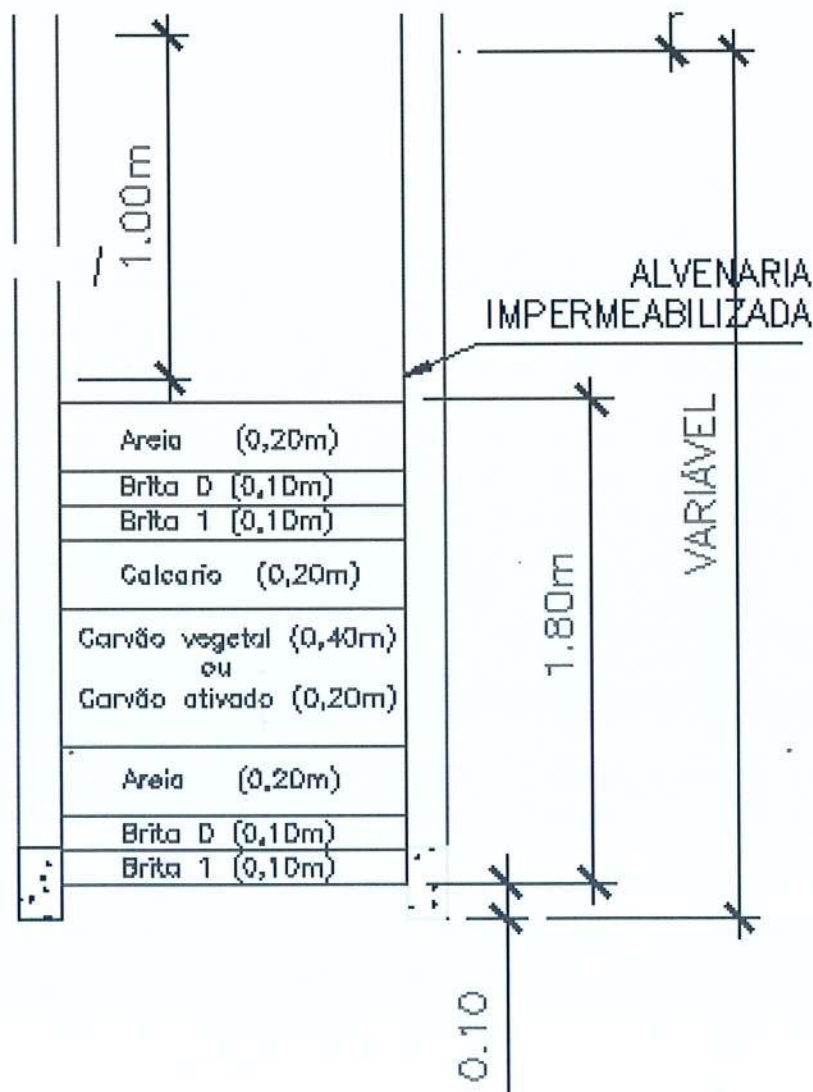 1.00m
ALVENARIA
IMPERMEABILIZADA
Areia (0,20m)
Brita 0 (0,10m)
Brita 1 (0,10m)
Calcario (0,20m)
Carvão vegetal (0,40m)
ou
Carvão ativado (0,20m)
Areia (0,20m)
Brita 0 (0,10m)
Brita 1 (0,10m)
1.80m
VARIÁVEL
0.10